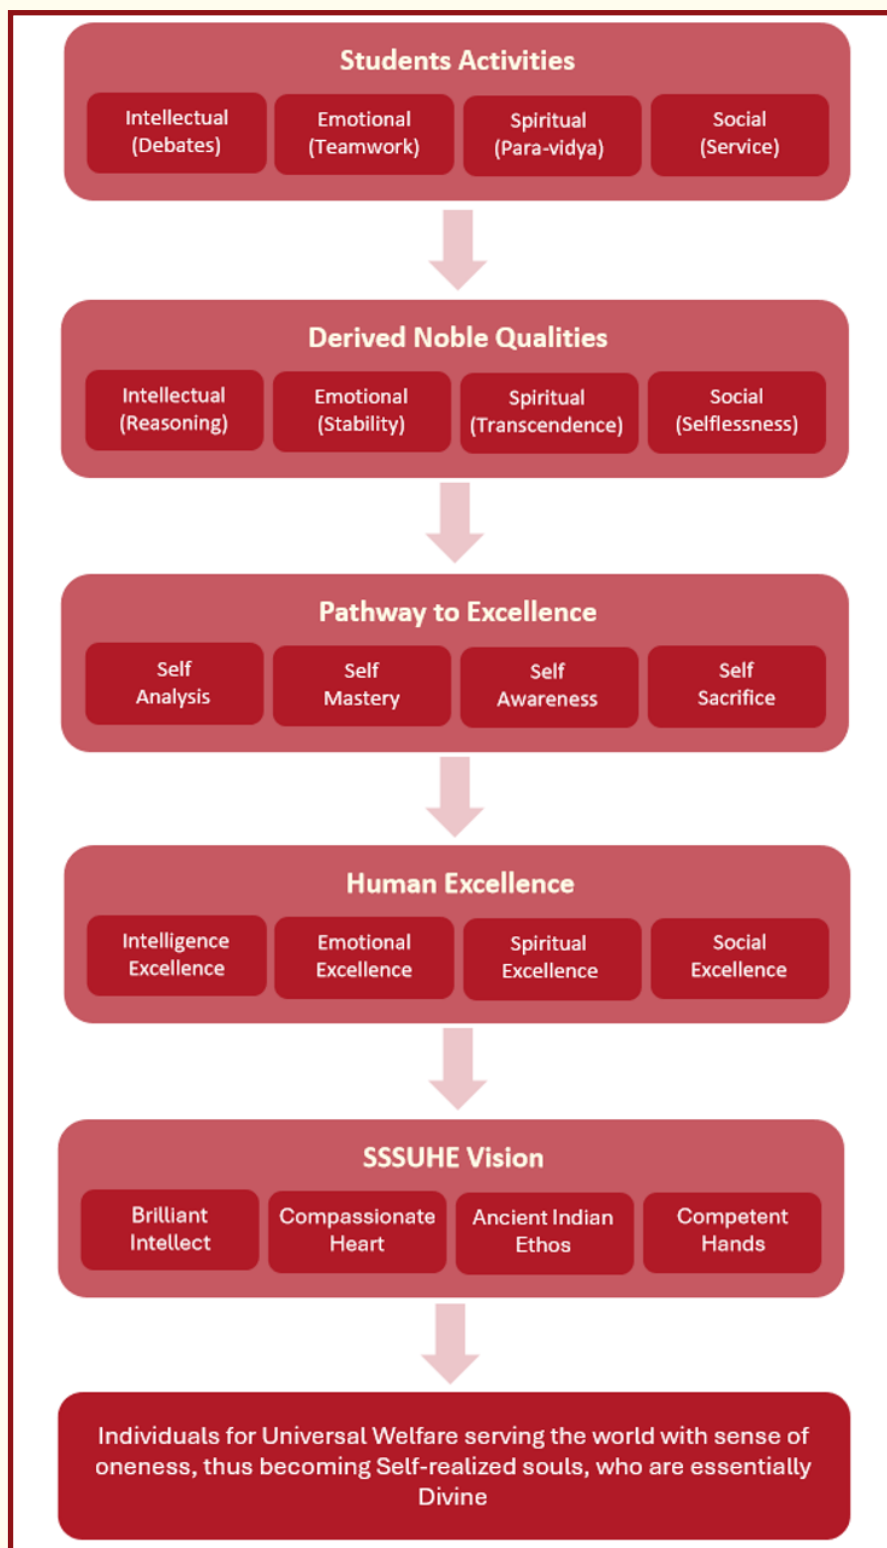 Students Activities
Intellectual
(Debates)
Emotional
(Teamwork)
Spiritual
(Para-vidya)
Social
(Service)
Derived Noble Qualities
Intellectual
(Reasoning)
Emotional
(Stability)
Spiritual
(Transcendence)
Social
(Selflessness)
Pathway to Excellence
Self
Analysis
Self
Mastery
Self
Awareness
Self
Sacrifice
Human Excellence
Intelligence
Excellence
Emotional
Excellence
Spiritual
Excellence
Social
Excellence
SSSUHE Vision
Brilliant
Intellect
Compassionate
Heart
Ancient Indian
Ethos
Competent
Hands
Individuals for Universal Welfare serving the world with sense of
oneness, thus becoming Self-realized souls, who are essentially
Divine